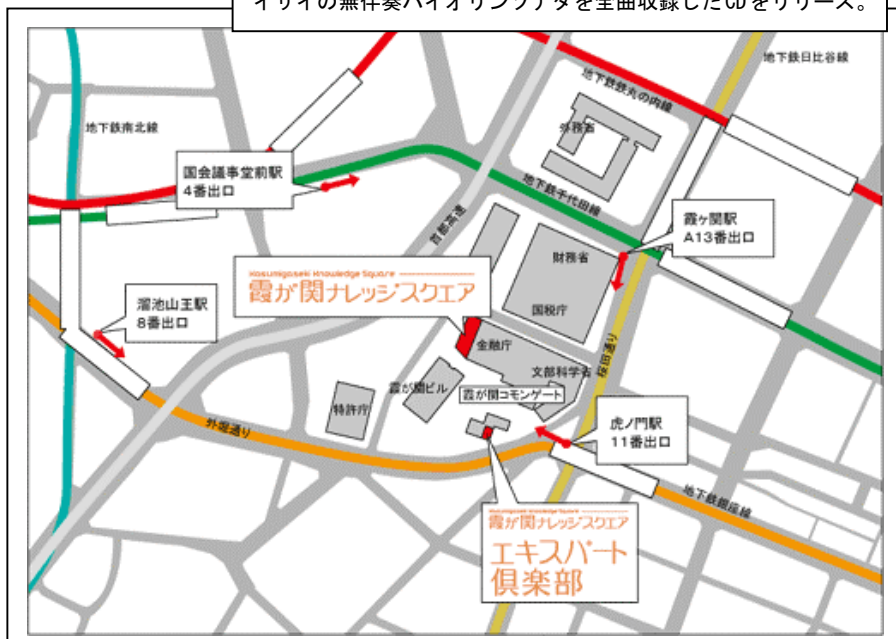 イザイの無伴奏バイオリンソナタを全曲収録したCDをリリース。
地下鉄日比谷線
地下鉄鉄丸の内線
外務省
地下鉄南北線
国会議事堂前駅
4番出口
地下鉄千代田線
霞ヶ関駅
A13番出口
首都高
財務省
Kasumigaseki Knowledge Square
霞が関ナレッジスクエア
国税庁
溜池山王駅
8番出口
金融庁
桜田通り
文部科学省
霞が関ビル
霞が関コモンゲート
特許庁
外堀通り
虎ノ門駅
11番出口
地下鉄銀座線
Kasumigaseki Knowledge Square
霞が関ナレッジスクエア
エキスパート
倶楽部